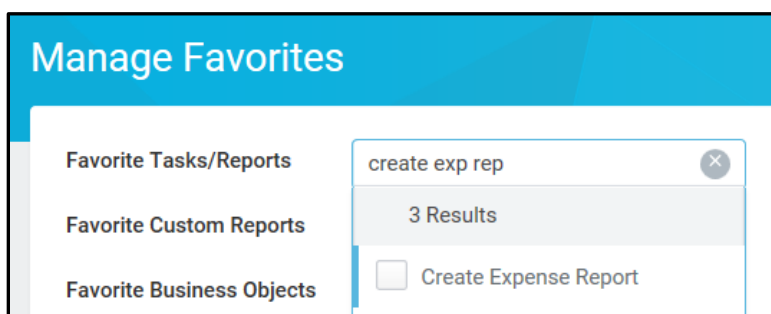 Manage Favorites
Favorite Tasks/Reports
create exp rep
3 Results
Favorite Custom Reports
Create Expense Report
Favorite Business Objects